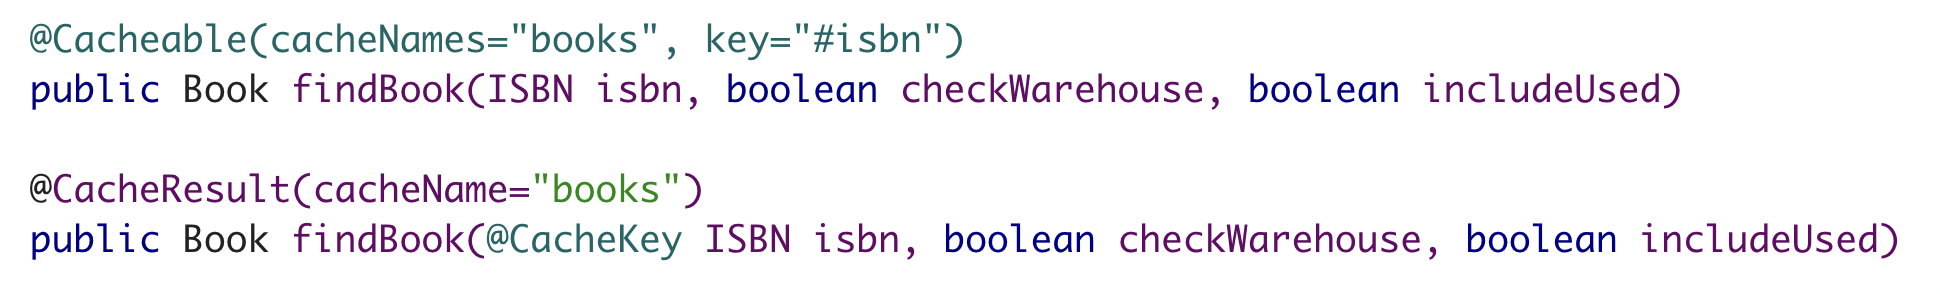 @Cacheable(cacheNames="books", key="#isbn")
public Book findBook(ISBN isbn, boolean checkWarehouse, boolean includeUsed)
@CacheResult(cacheName="books")
public Book findBook(@CacheKey ISBN isbn, boolean checkWarehouse, boolean includeUsed)